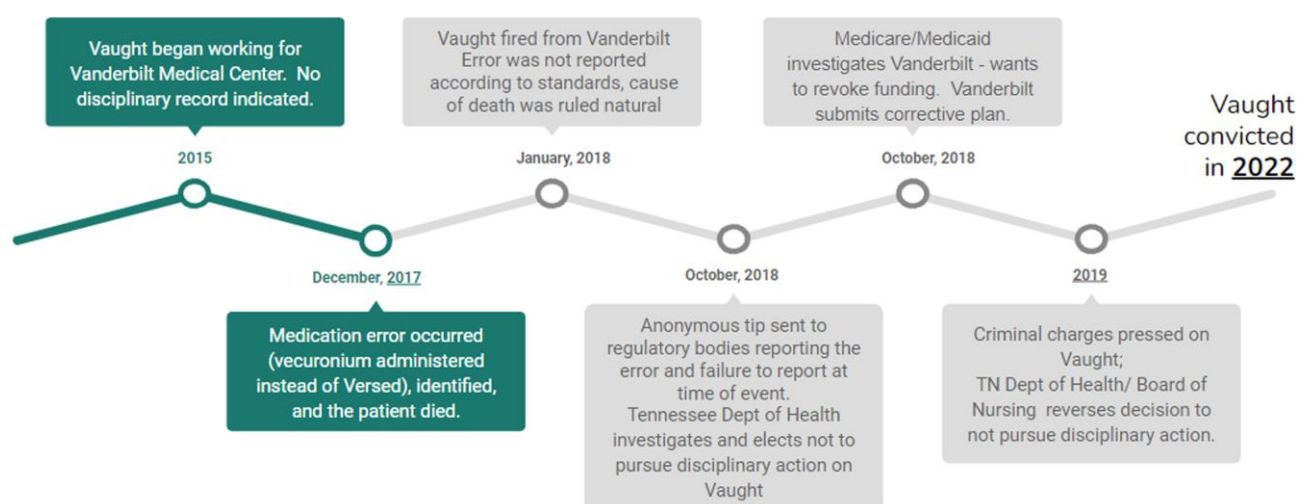 Vaught began working for
Vanderbilt Medical Center. No
disciplinary record indicated.
2015
December, 2017
Medication error occurred
(vecuronium administered
instead of Versed), identified,
and the patient died.
Vaught fired from Vanderbilt
Error was not reported
according to standards, cause
of death was ruled natural
January, 2018
October, 2018
Anonymous tip sent to
regulatory bodies reporting the
error and failure to report at
time of event.
Tennessee Dept of Health
investigates and elects not to
pursue disciplinary action on
Vaught
Medicare/Medicaid
investigates Vanderbilt - wants
to revoke funding. Vanderbilt
submits corrective plan.
October, 2018
2019
Criminal charges pressed on
Vaught;
TN Dept of Health/ Board of
Nursing reverses decision to
not pursue disciplinary action.
Vaught
convicted
in 2022